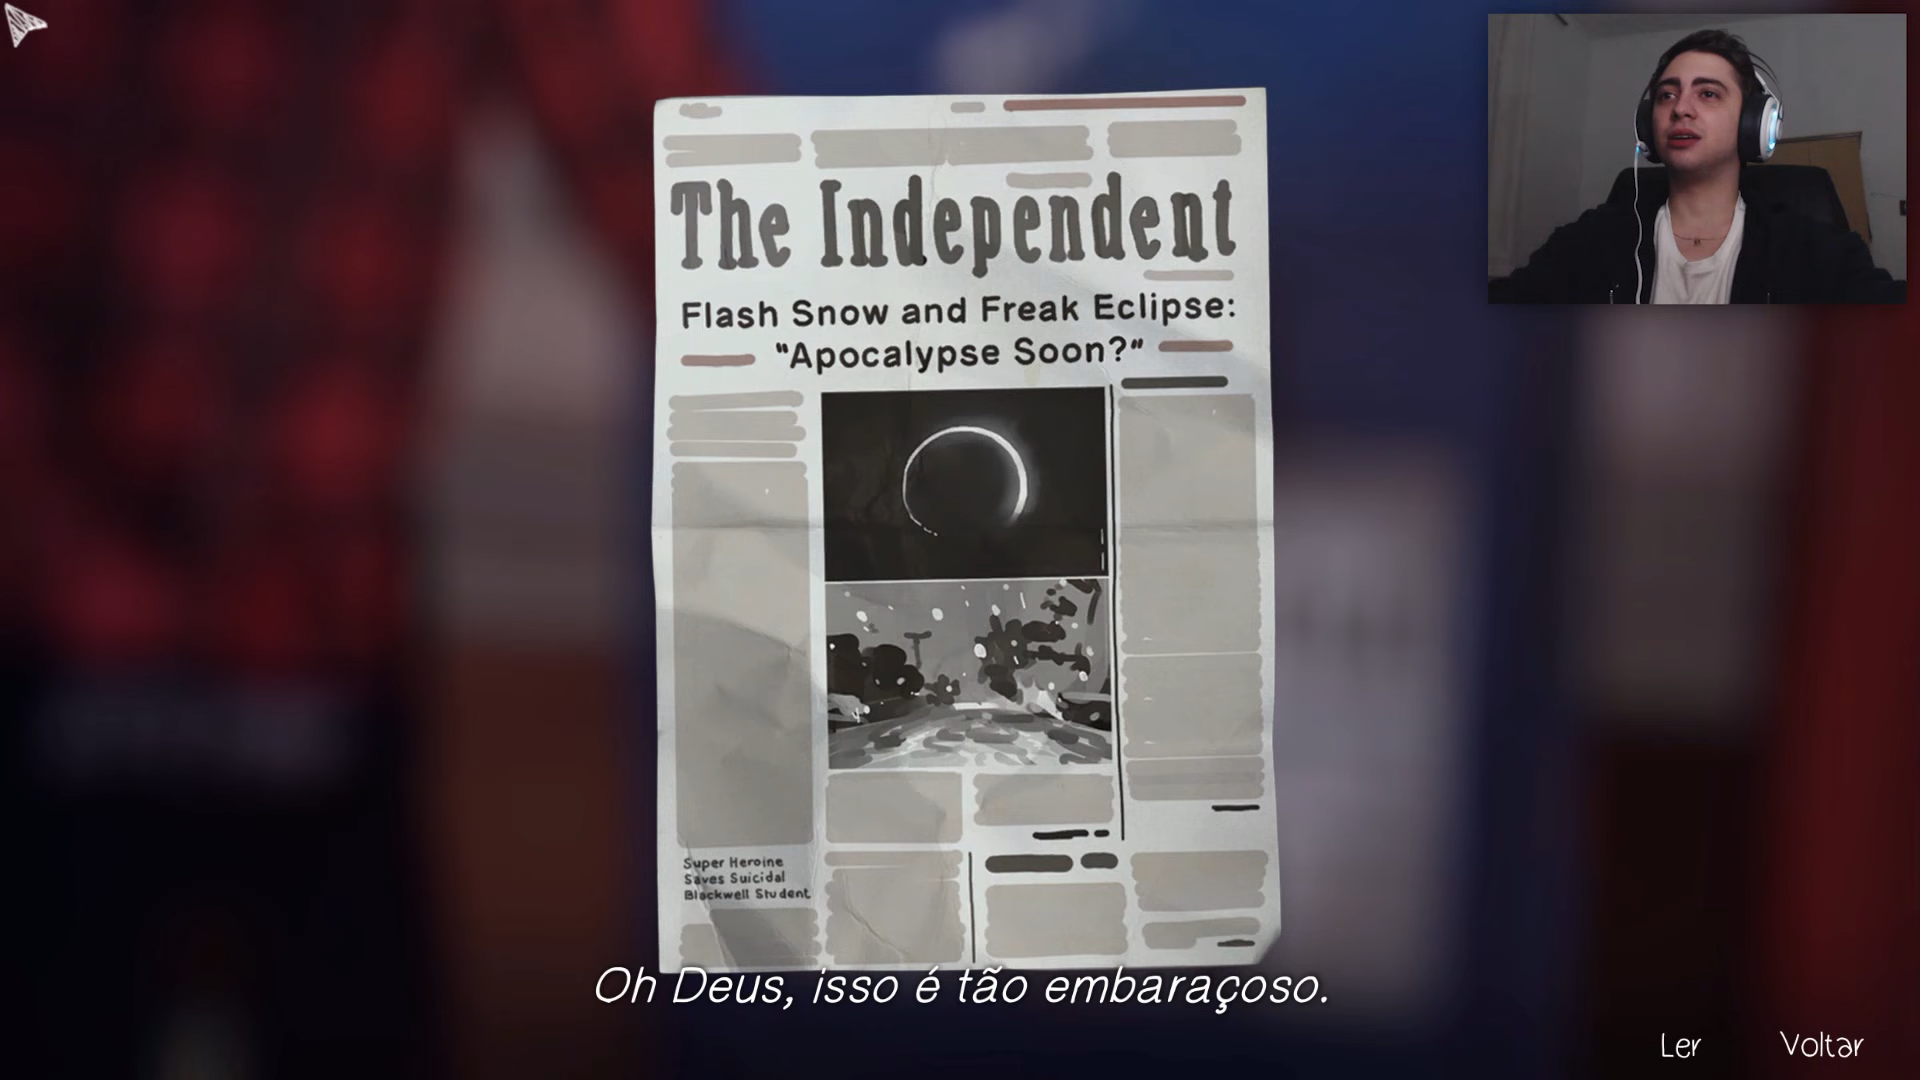 The Independent
Flash Snow and Freak Eclipse:
"Apocalypse Soon?"
Super Heroine
Saves Suicidal
Blackwell Student
Oh Deus, isso é tão embaraçoso.
Ler
Voltar